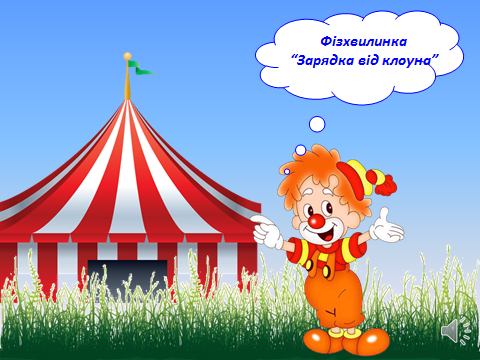 Фізхвилинка
“Зарядка від клоуна”